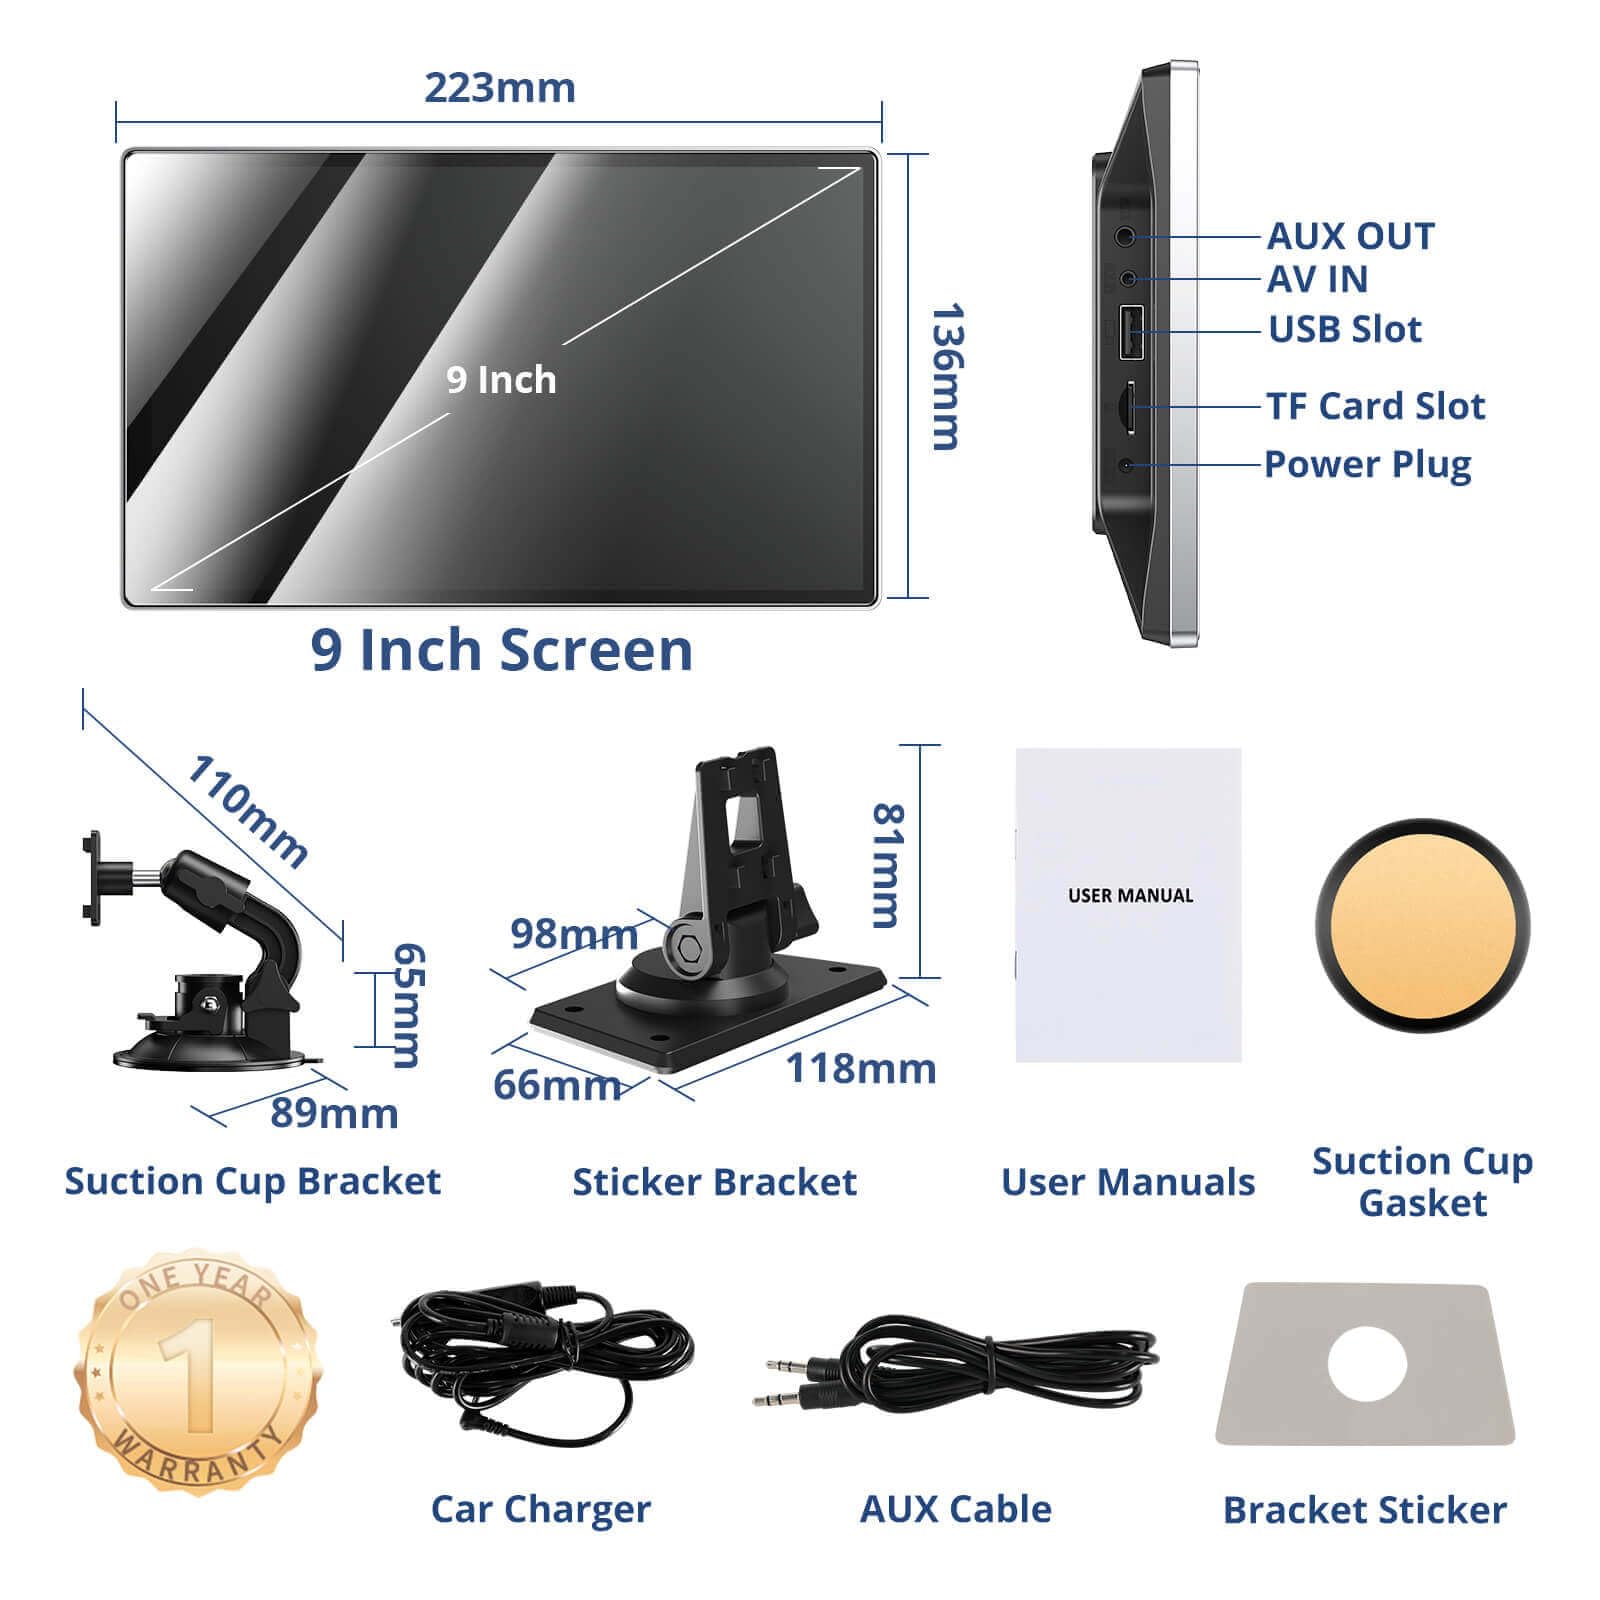 223mm
9 Inch
136mm
9 Inch Screen
AUX OUT
AV IN
USB Slot
TF Card Slot
Power Plug
110mm
65mm
89mm
Suction Cup Bracket
98mm
81mm
66mm
118mm
Sticker Bracket
USER MANUAL
User Manuals
Suction Cup
Gasket
ONE YEAR
1
WARRANTY
Car Charger
AUX Cable
Bracket Sticker